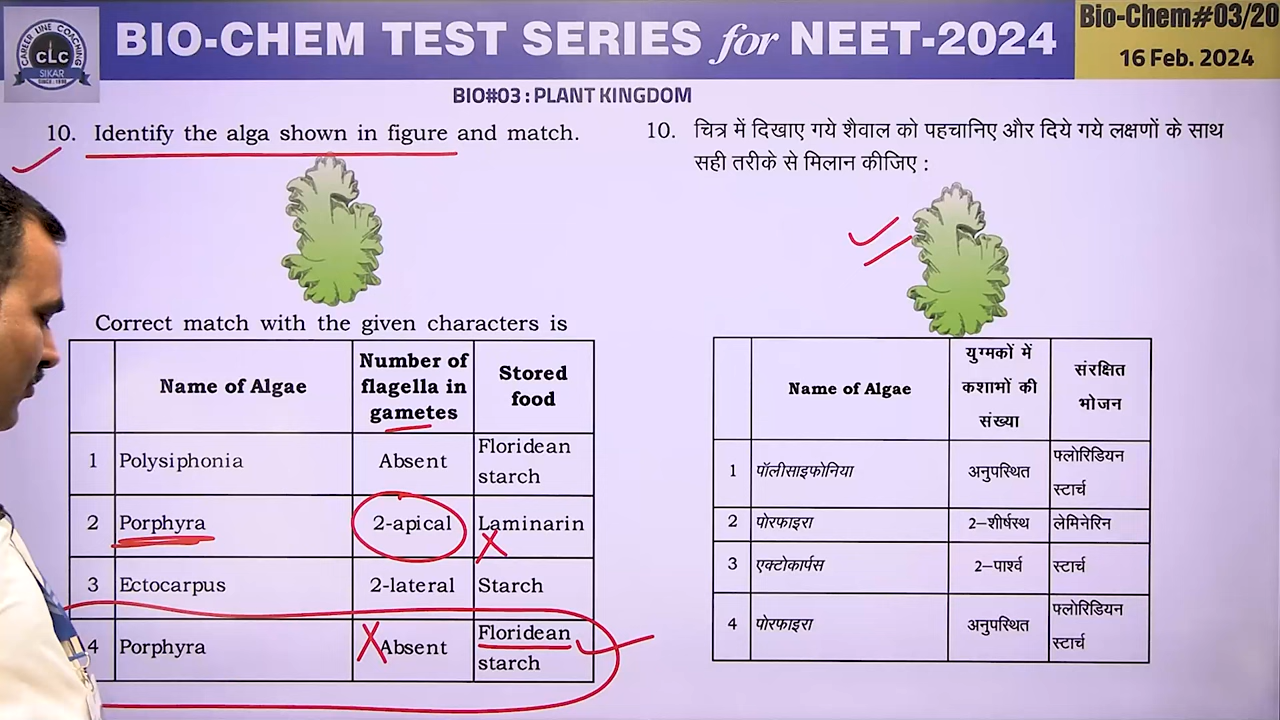 CAREER LINE COACHING
CLC
SIKAR
SINCE : 1996
BIO-CHEM TEST SERIES for NEET-2024
Bio-Chem#03/20
16 Feb. 2024
BIO#03 : PLANT KINGDOM
10. Identify the alga shown in figure and match.
Correct match with the given characters is
Name of Algae
Number of
flagella in
gametes
Stored
food
1 Polysiphonia Absent Floridean
starch
2 Porphyra 2-apical Laminarin
3 Ectocarpus 2-lateral Starch
4 Porphyra Absent Floridean
starch
10. चित्र में दिखाए गये शैवाल को पहचानिए और दिये गये लक्षणों के साथ
सही तरीके से मिलान कीजिए :
Name of Algae
युग्मकों में
कशामों की
संख्या
संरक्षित
भोजन
1 पॉलीसाइफोनिया अनुपस्थित फ्लोरिडियन
स्टार्च
2 पोरफाइरा 2–शीर्षस्थ लेमिनेरिन
3 एक्टोकार्पस 2–पार्श्व स्टार्च
4 पोरफाइरा अनुपस्थित फ्लोरिडियन
स्टार्च